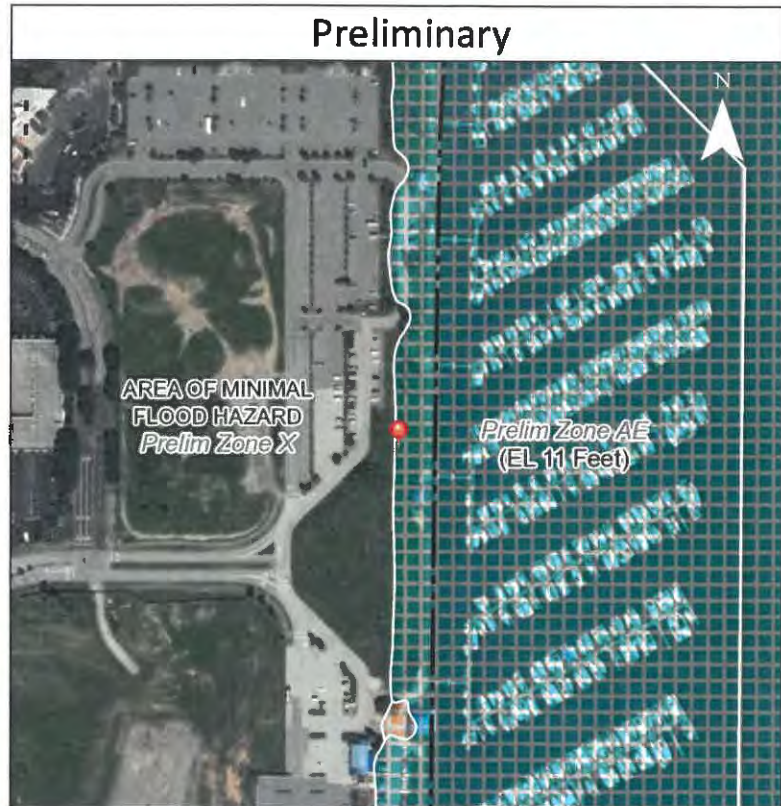 Preliminary
N
AREA OF MINIMAL
FLOOD HAZARD
Prelim Zone X
Prelim Zone AE
(EL 11 Feet)